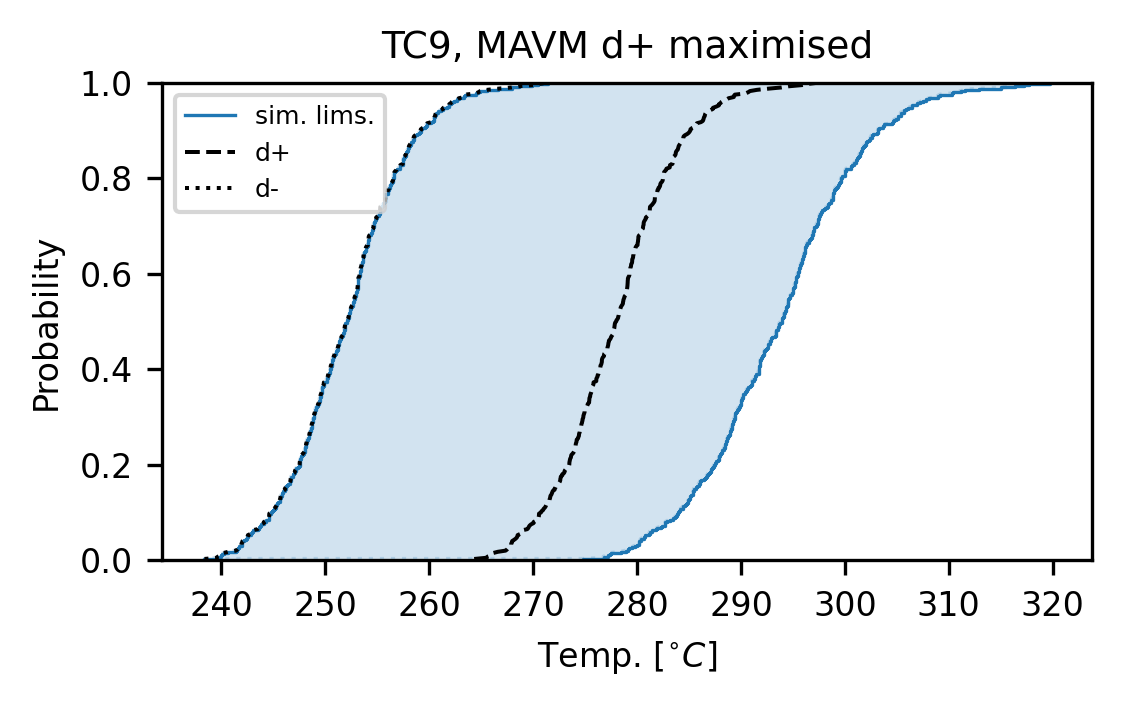 TC9, MAVM d+ maximised
sim. lims.
d+
d-
Probability
1.0
0.8
0.6
0.4
0.2
0.0
240 250 260 270 280 290 300 310 320
Temp. [°C]